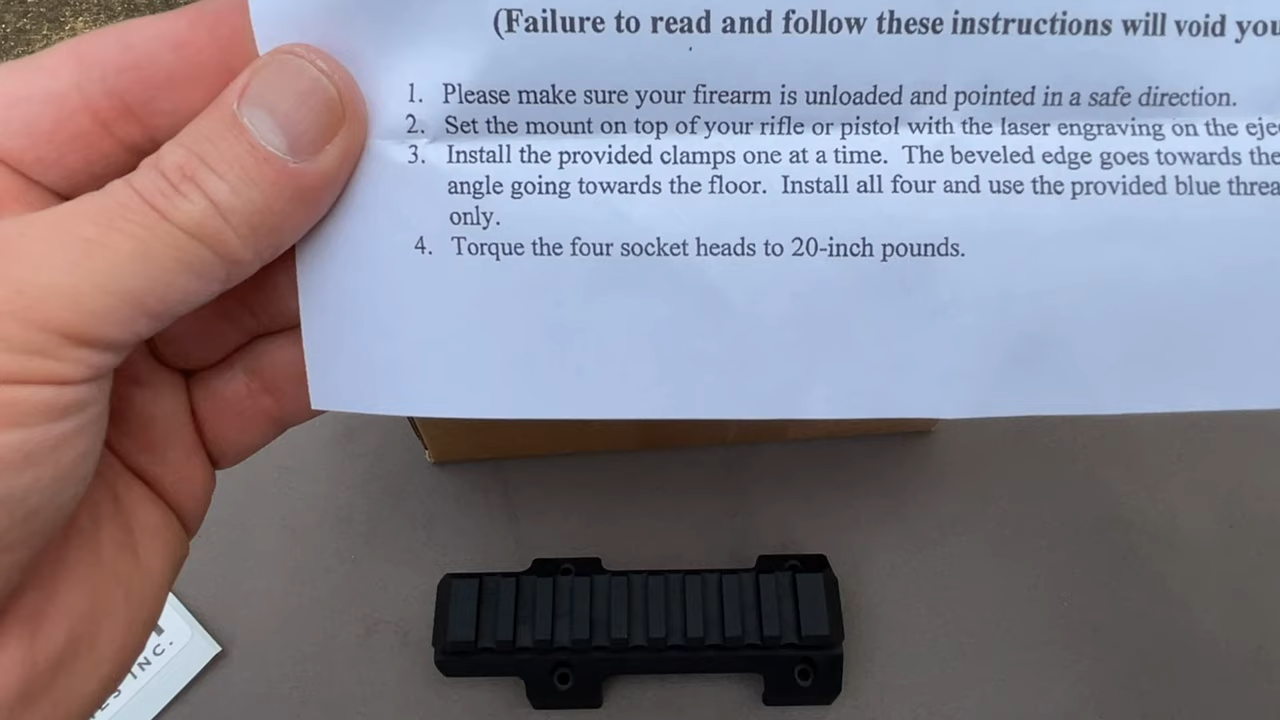 (Failure to read and follow these instructions will void you
1. Please make sure your firearm is unloaded and pointed in a safe direction.
2. Set the mount on top of your rifle or pistol with the laser engraving on the eje
3. Install the provided clamps one at a time. The beveled edge goes towards the
angle going towards the floor. Install all four and use the provided blue threa
only.
4. Torque the four socket heads to 20-inch pounds.
INC.